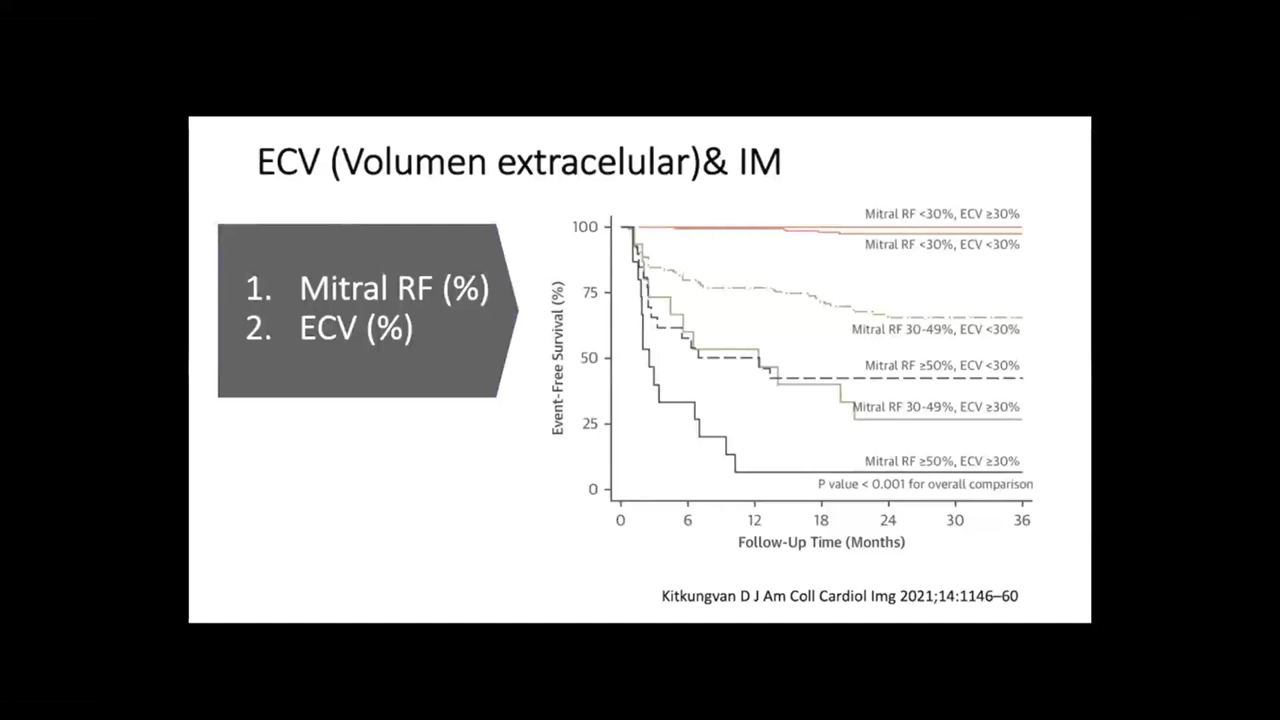 ECV (Volumen extracelular)& IM
1. Mitral RF (%)
2. ECV (%)
Event-Free Survival (%)
100
75
50
25
0
Mitral RF <30%, ECV ≥30%
Mitral RF <30%, ECV <30%
Mitral RF 30-49%, ECV <30%
Mitral RF ≥50%, ECV <30%
Mitral RF 30-49%, ECV ≥30%
Mitral RF ≥50%, ECV ≥30%
P value < 0.001 for overall comparison
0 6 12 18 24 30 36
Follow-Up Time (Months)
Kitkungvan D J Am Coll Cardiol Img 2021;14:1146–60